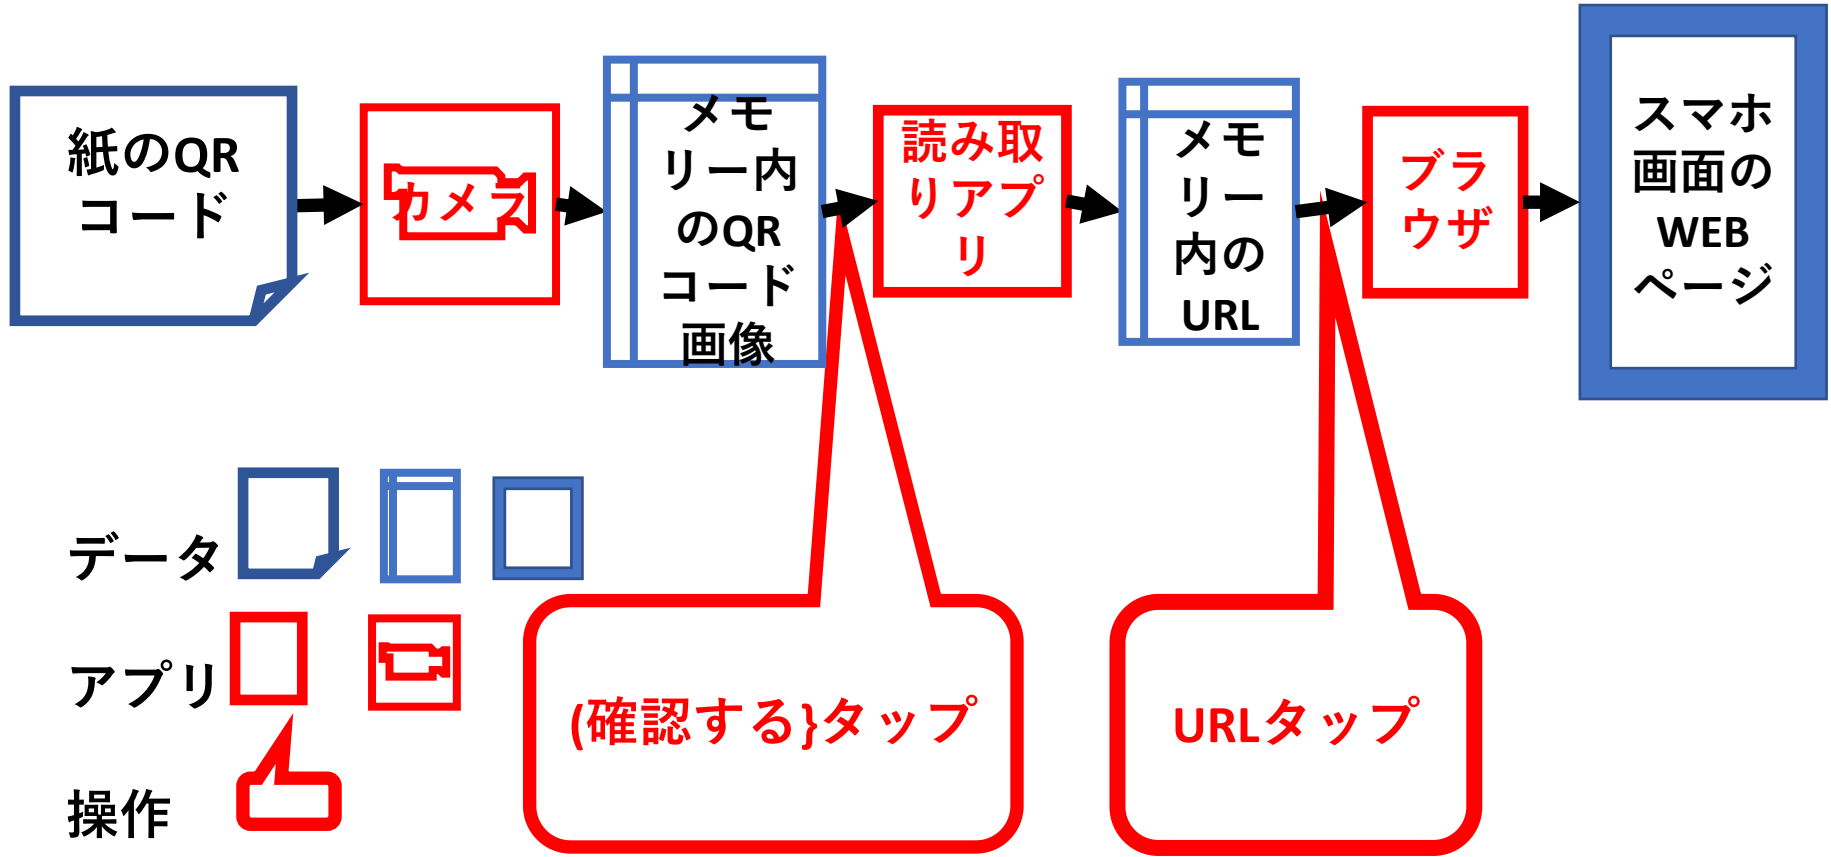 紙のQR
コード
カメラ
メモ
リー内
のQR
コード
画像
読み取
りアプ
リ
メモ
リー
内の
URL
ブラ
ウザ
スマホ
画面の
WEB
ページ
データ
アプリ
操作
(確認する}タップ
URLタップ